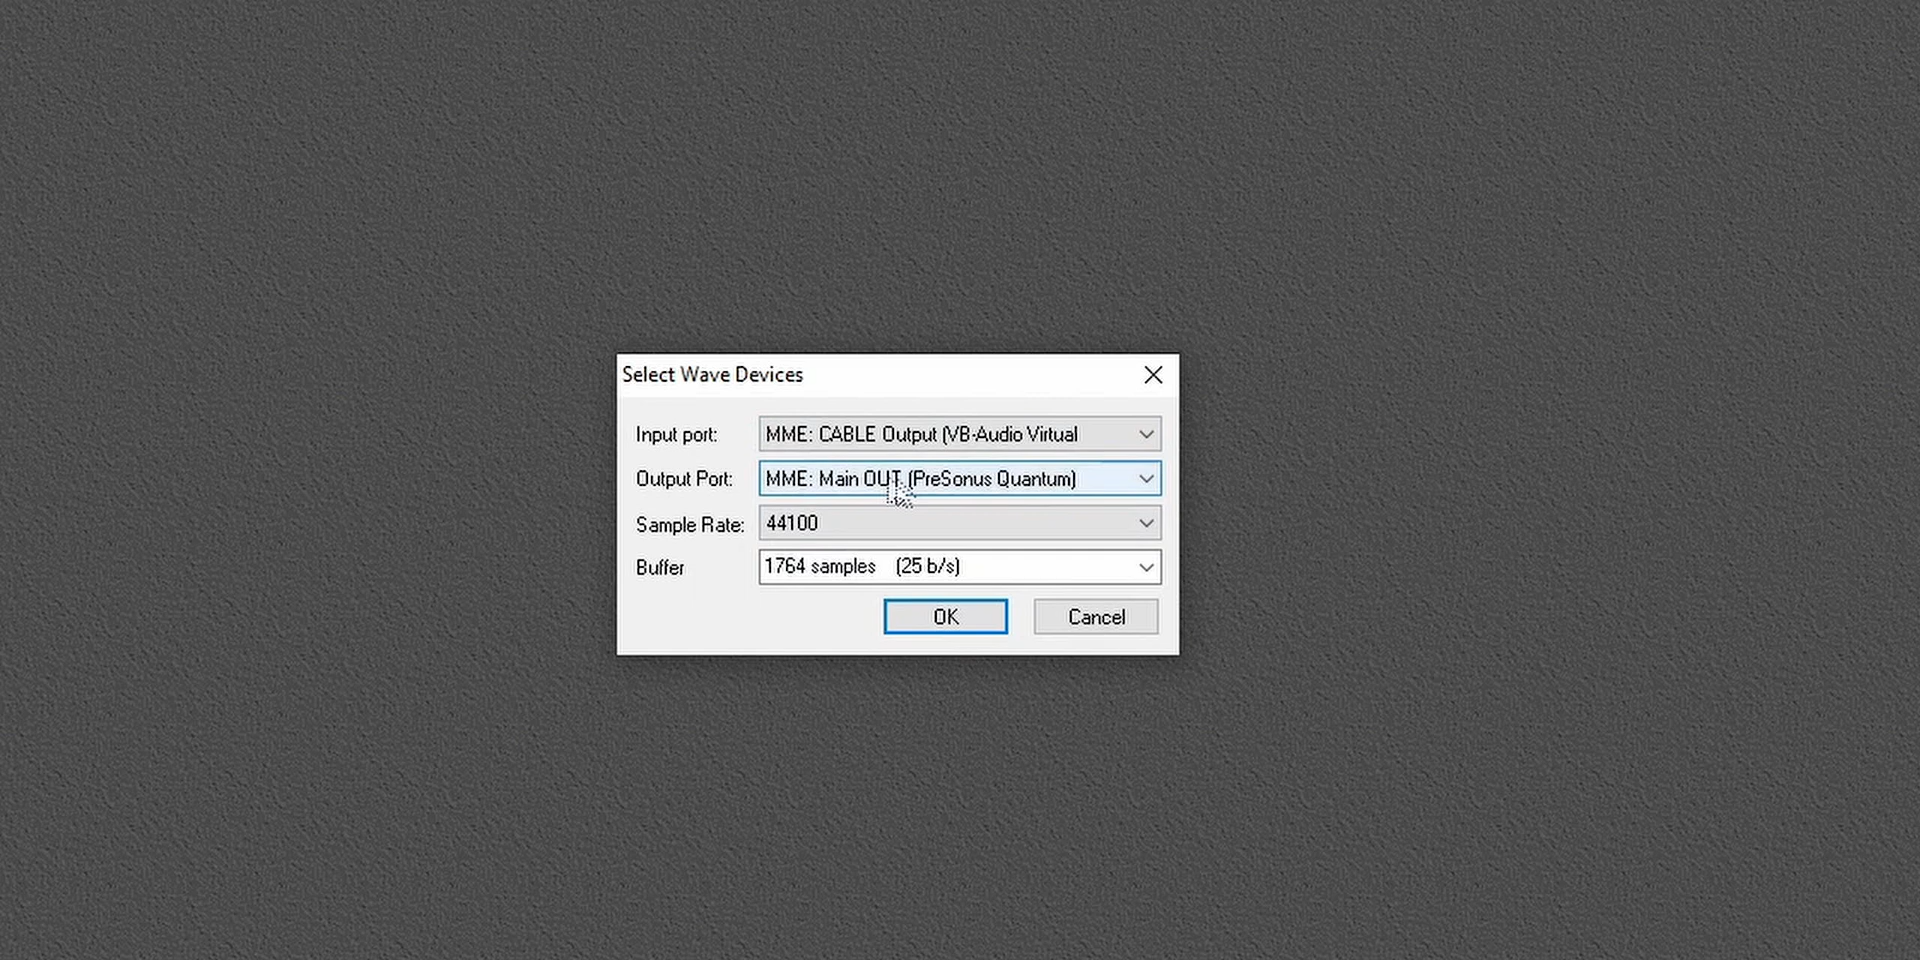 Select Wave Devices
Input port: MME: CABLE Output (VB-Audio Virtual
Output Port: MME: Main OUT (PreSonus Quantum)
Sample Rate: 44100
Buffer 1764 samples (25 b/s)
OK Cancel